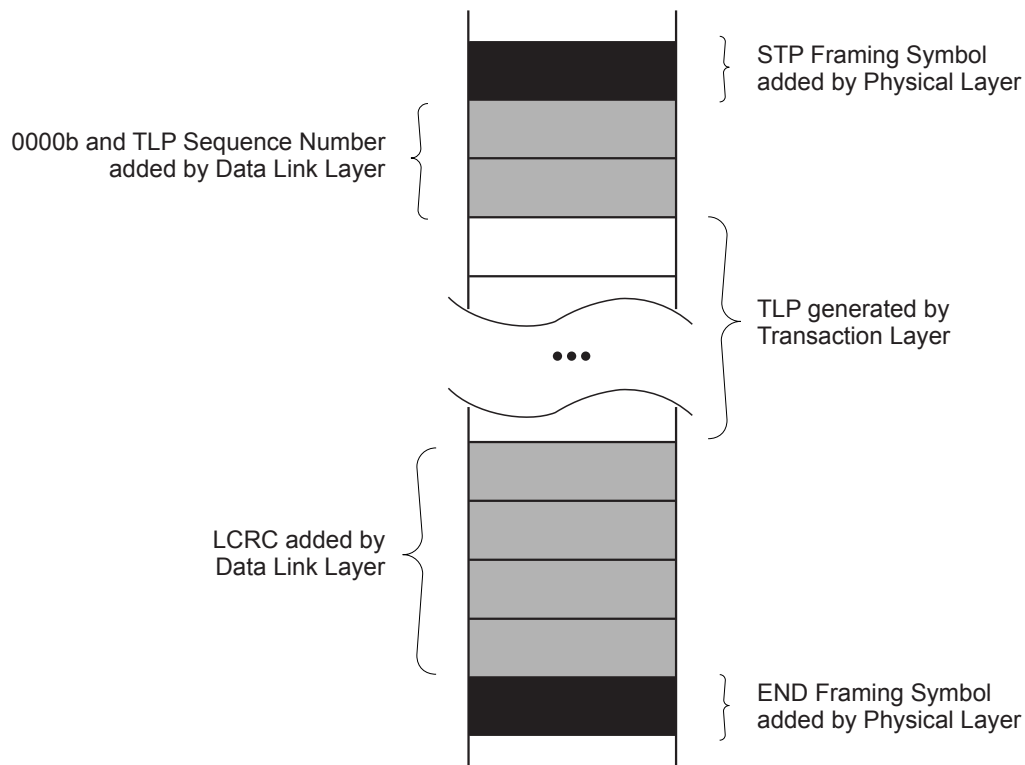 STP Framing Symbol
added by Physical Layer
0000b and TLP Sequence Number
added by Data Link Layer
TLP generated by
Transaction Layer
LCRC added by
Data Link Layer
END Framing Symbol
added by Physical Layer